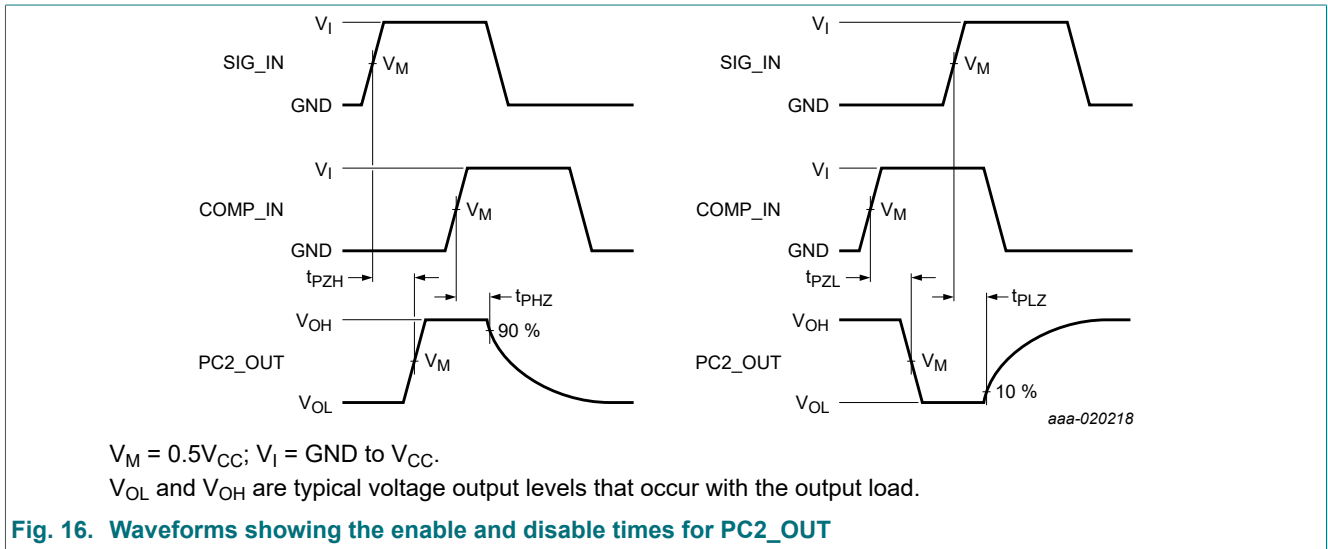 V_I
SIG_IN
V_M
GND
V_I
COMP_IN
V_M
GND
t_PZH
t_PHZ
V_OH
90 %
PC2_OUT
V_M
V_OL
V_I
SIG_IN
V_M
GND
V_I
COMP_IN
V_M
GND
t_PZL
t_PLZ
V_OH
PC2_OUT
V_M
10 %
V_OL
aaa-020218
V_M = 0.5V_CC; V_I = GND to V_CC.
V_OL and V_OH are typical voltage output levels that occur with the output load.
Fig. 16. Waveforms showing the enable and disable times for PC2_OUT